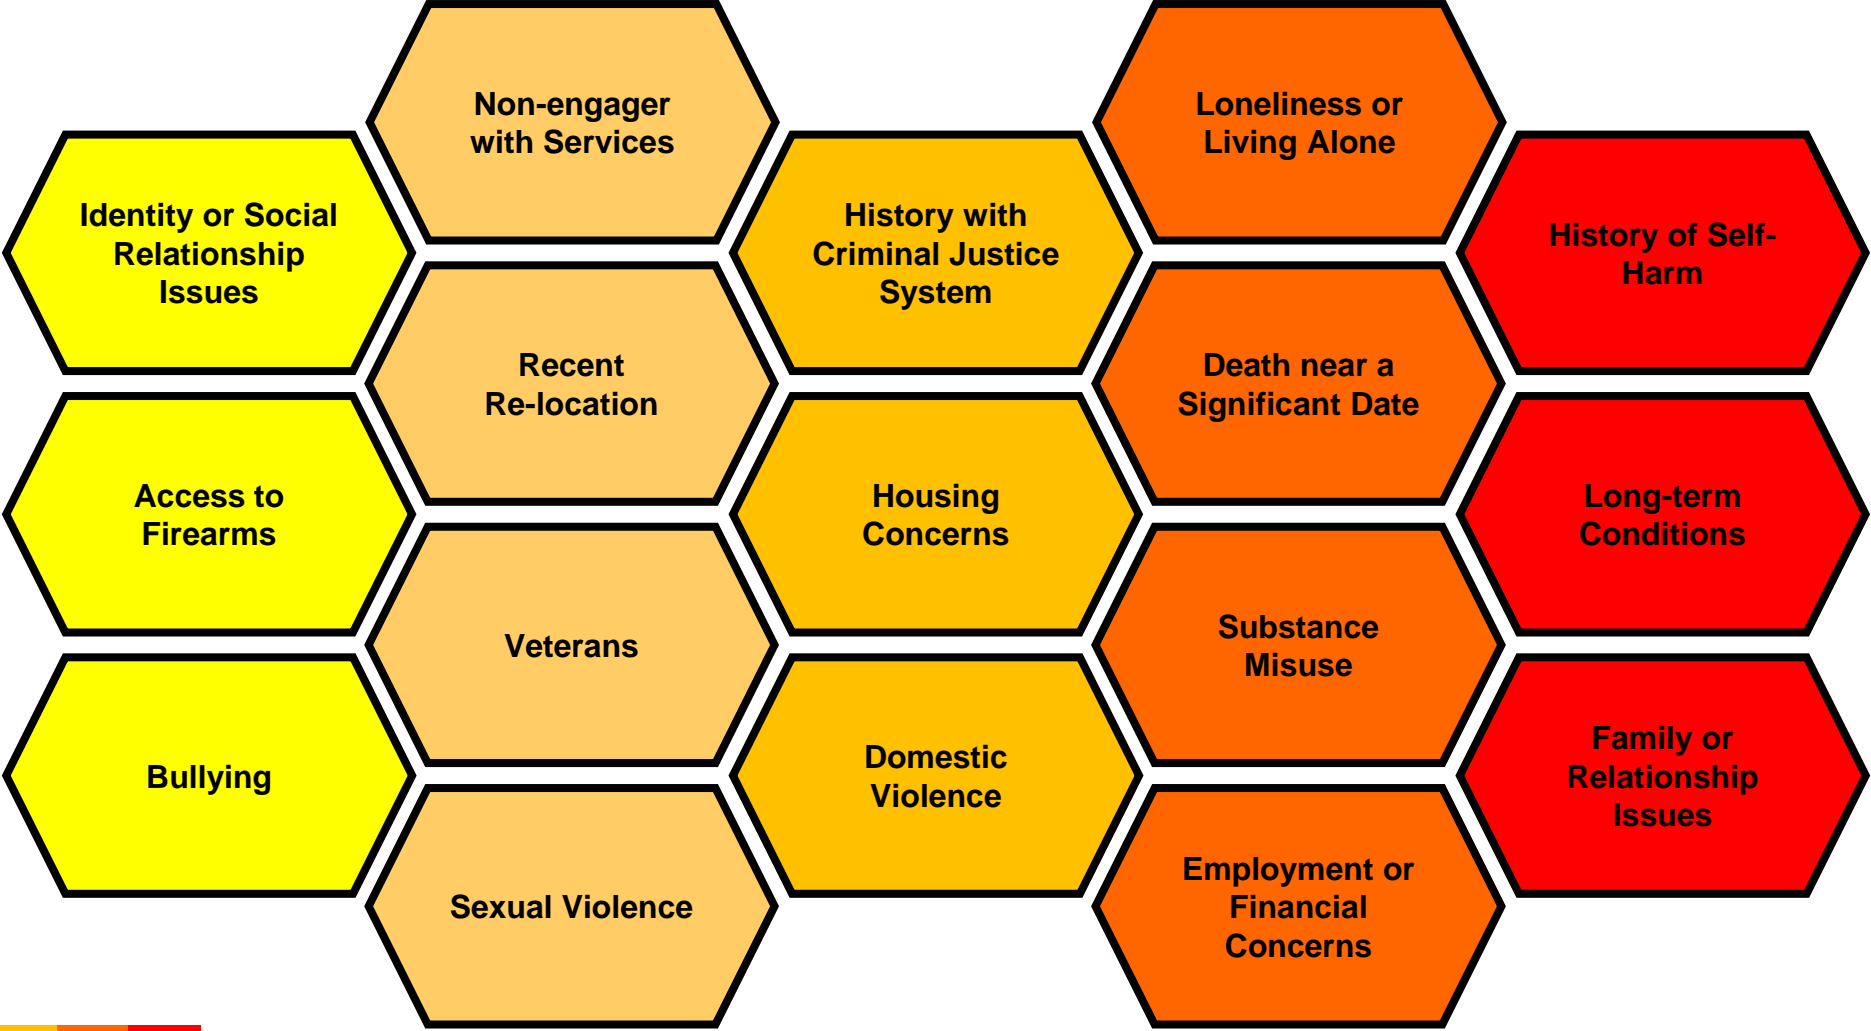 Identity or Social
Relationship
Issues
Access to
Firearms
Bullying
Non-engager
with Services
Recent
Re-location
Veterans
Sexual Violence
History with
Criminal Justice
System
Housing
Concerns
Domestic
Violence
Loneliness or
Living Alone
Death near a
Significant Date
Substance
Misuse
Employment or
Financial
Concerns
History of Self-
Harm
Long-term
Conditions
Family or
Relationship
Issues